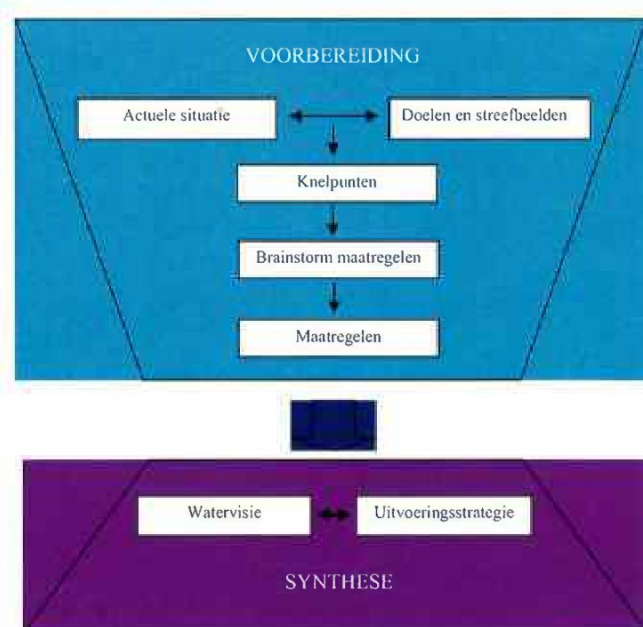 VOORBEREIDING
Actuele situatie
Doelen en streefbeelden
Knelpunten
Brainstorm maatregelen
Maatregelen
Watervisie
Uitvoeringsstrategie
SYNTHESE